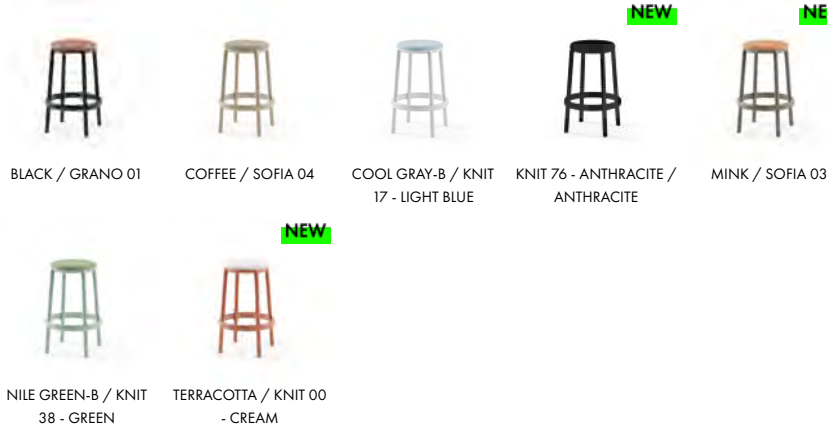 NEW
NE
BLACK / GRANO 01
COFFEE / SOFIA 04
COOL GRAY-B / KNIT
17 - LIGHT BLUE
KNIT 76 - ANTHRACITE /
ANTHRACITE
MINK / SOFIA 03
NEW
NILE GREEN-B / KNIT
38 - GREEN
TERRACOTTA / KNIT 00
- CREAM